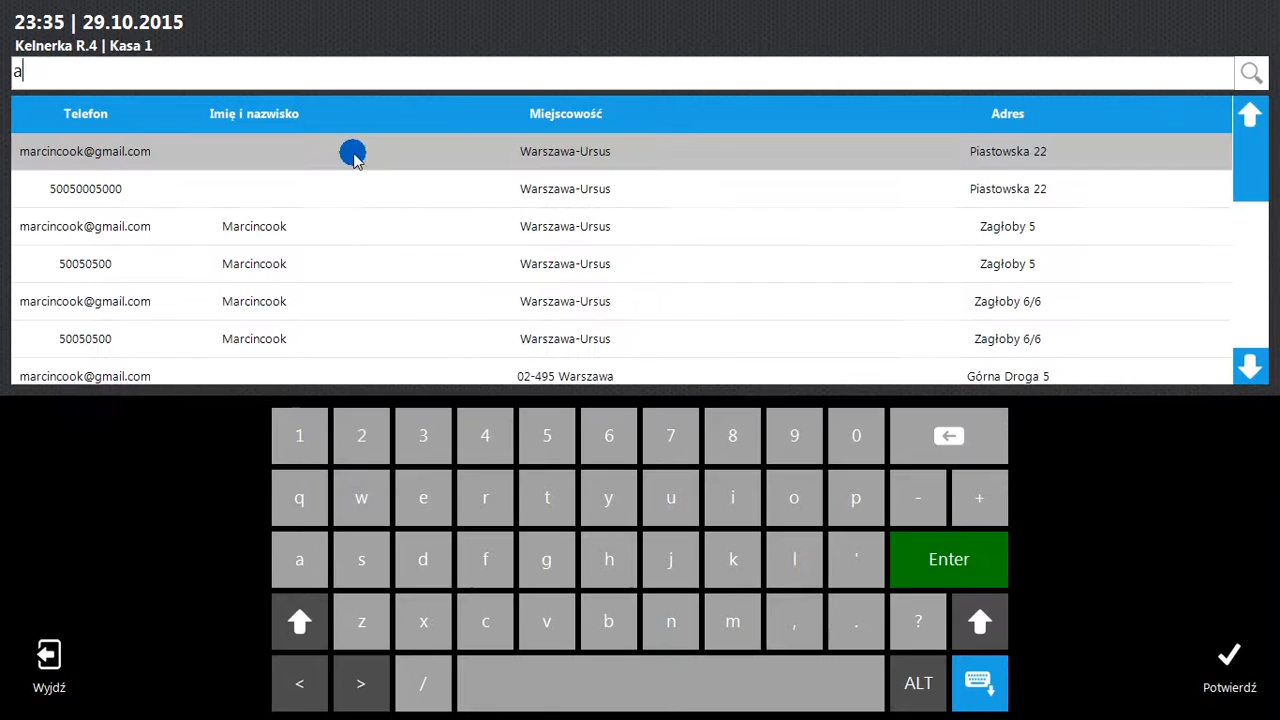 23:35 | 29.10.2015
Kelnerka R.4 | Kasa 1
a
Telefon Imię i nazwisko Miejscowość Adres
marcincook@gmail.com Warszawa-Ursus Piastowska 22
50050005000 Warszawa-Ursus Piastowska 22
marcincook@gmail.com Marcincook Warszawa-Ursus Zagłoby 5
50050500 Marcincook Warszawa-Ursus Zagłoby 5
marcincook@gmail.com Marcincook Warszawa-Ursus Zagłoby 6/6
50050500 Marcincook Warszawa-Ursus Zagłoby 6/6
marcincook@gmail.com 02-495 Warszawa Górna Droga 5
1 2 3 4 5 6 7 8 9 0
q w e r t y u i o p - +
a s d f g h j k l ' Enter
z x c v b n m , . ?
< > / ALT
Wyjdź Potwierdź